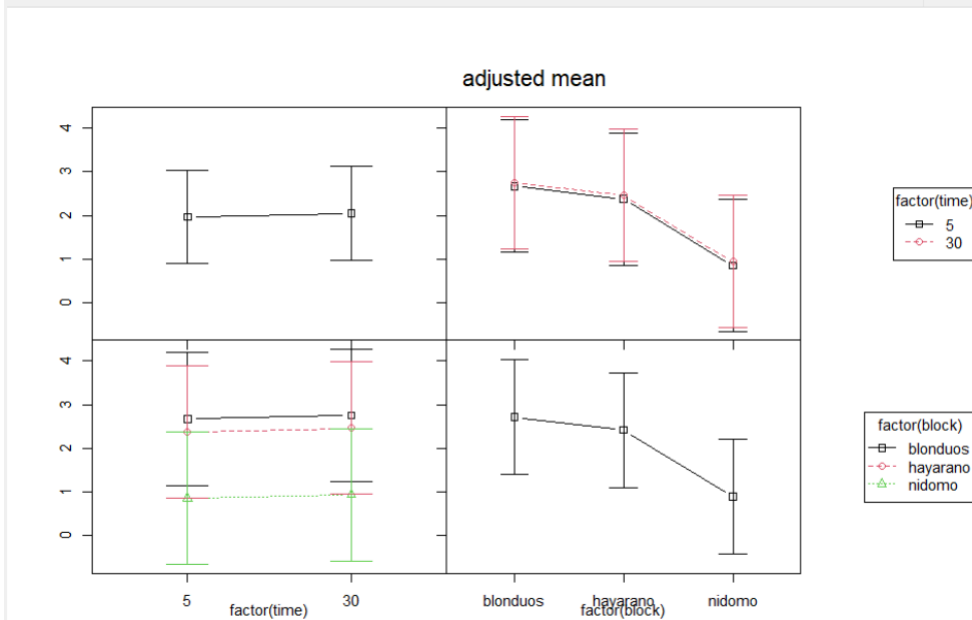 adjusted mean
4
3
2
1
0
factor(time)
5
30
4
3
2
1
0
factor(block)
blonduos
hayarano
nidomo
5
30
blonduos
hayarano
nidomo
factor(time)
factor(block)